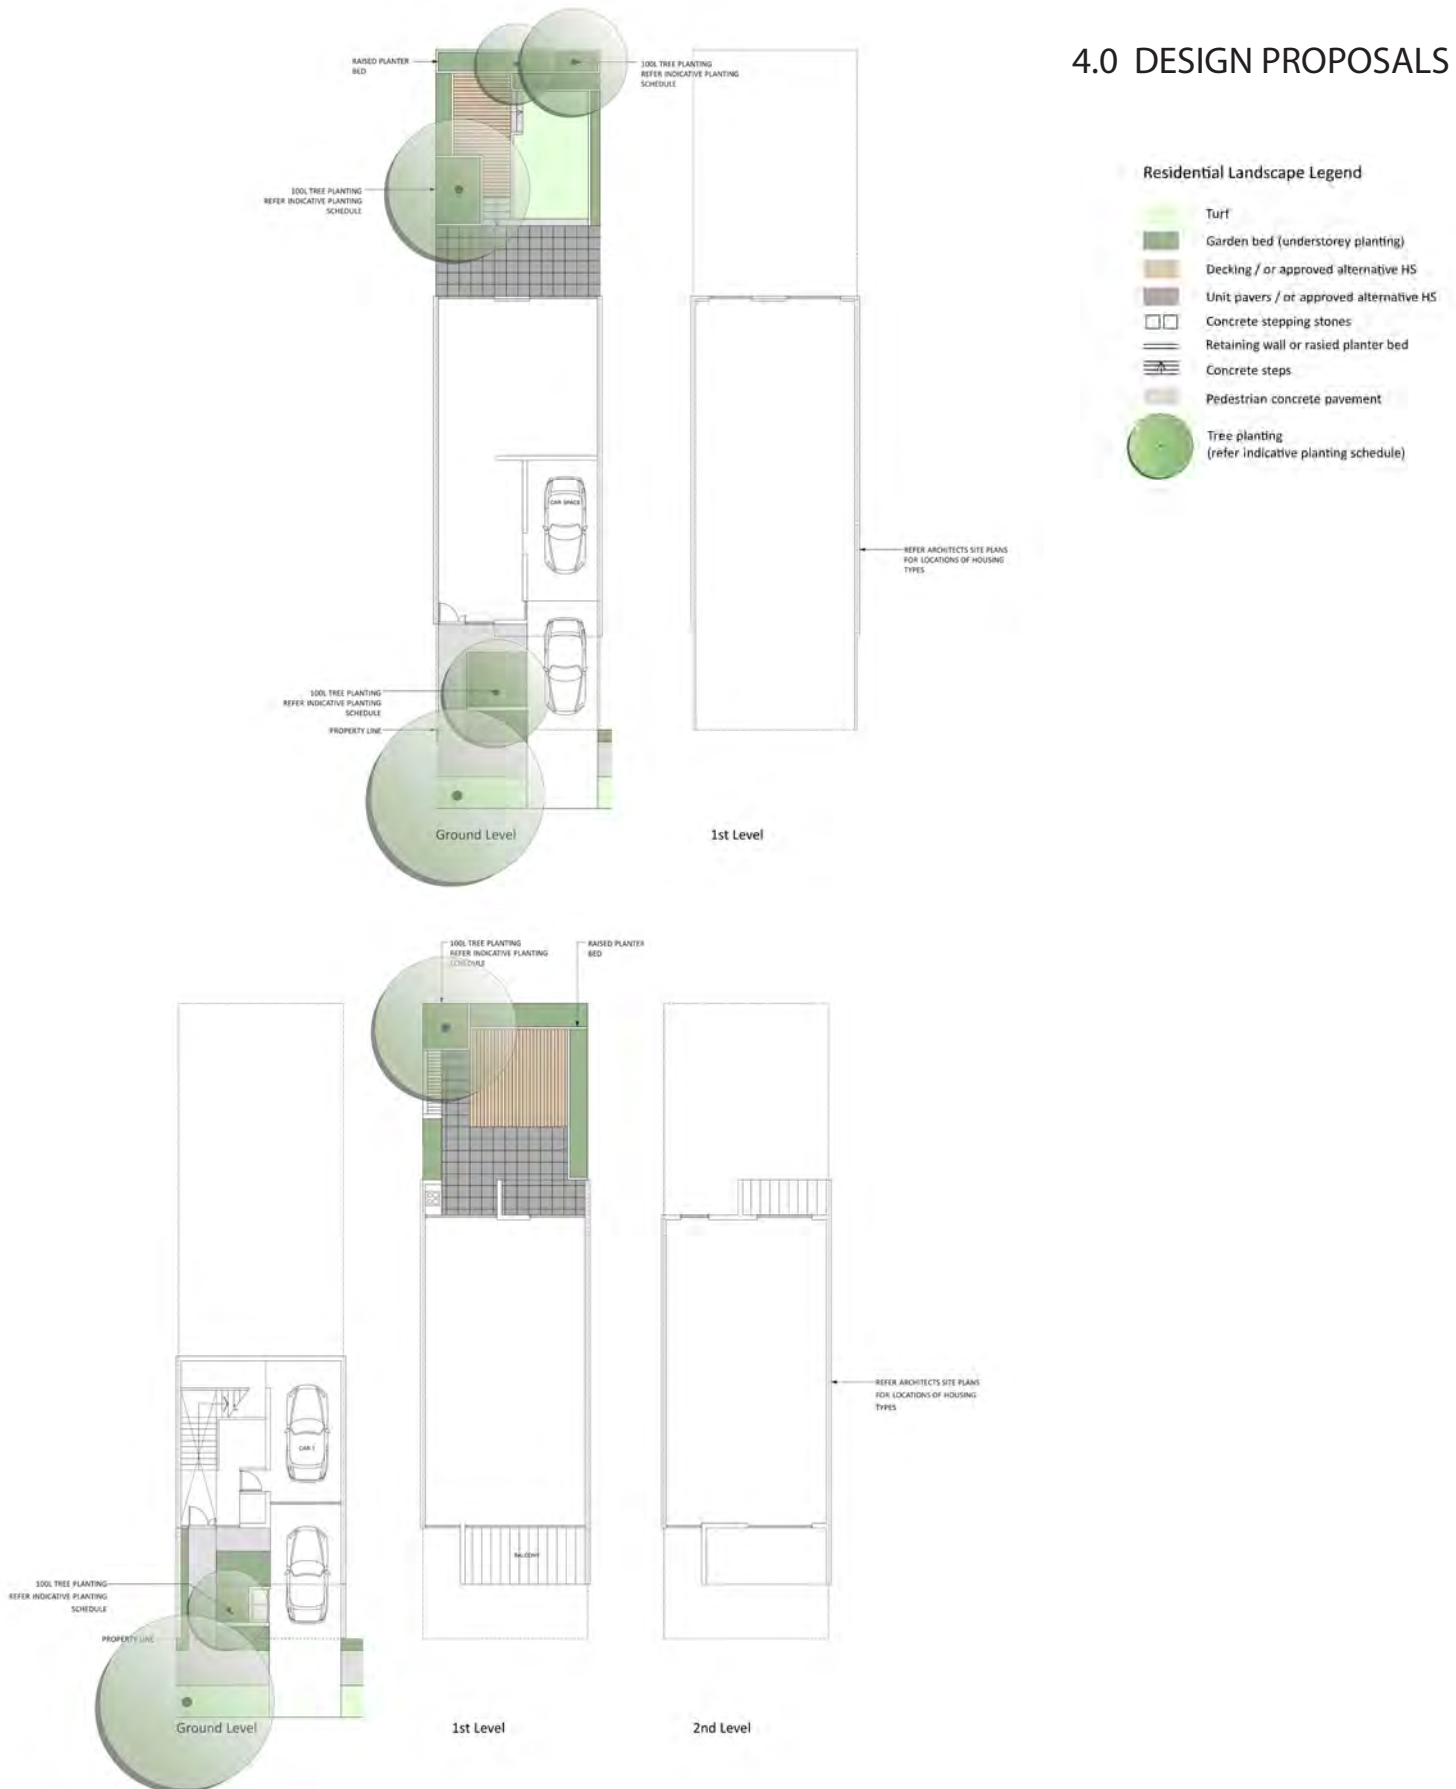 4.0 DESIGN PROPOSALS
Residential Landscape Legend
Turf
Garden bed (understorey planting)
Decking / or approved alternative HS
Unit pavers / or approved alternative HS
Concrete stepping stones
Retaining wall or rasied planter bed
Concrete steps
Pedestrian concrete pavement
Tree planting
(refer indicative planting schedule)
RAISED PLANTER
BED
100L TREE PLANTING
REFER INDICATIVE PLANTING
SCHEDULE
100L TREE PLANTING
REFER INDICATIVE PLANTING
SCHEDULE
CAR SPACE
REFER ARCHITECTS SITE PLANS
FOR LOCATIONS OF HOUSING
TYPES
100L TREE PLANTING
REFER INDICATIVE PLANTING
SCHEDULE
PROPERTY LINE
Ground Level
1st Level
100L TREE PLANTING
REFER INDICATIVE PLANTING
SCHEDULE
RAISED PLANTER
BED
REFER ARCHITECTS SITE PLANS
FOR LOCATIONS OF HOUSING
TYPES
CAR 1
BALCONY
100L TREE PLANTING
REFER INDICATIVE PLANTING
SCHEDULE
PROPERTY LINE
Ground Level
1st Level
2nd Level